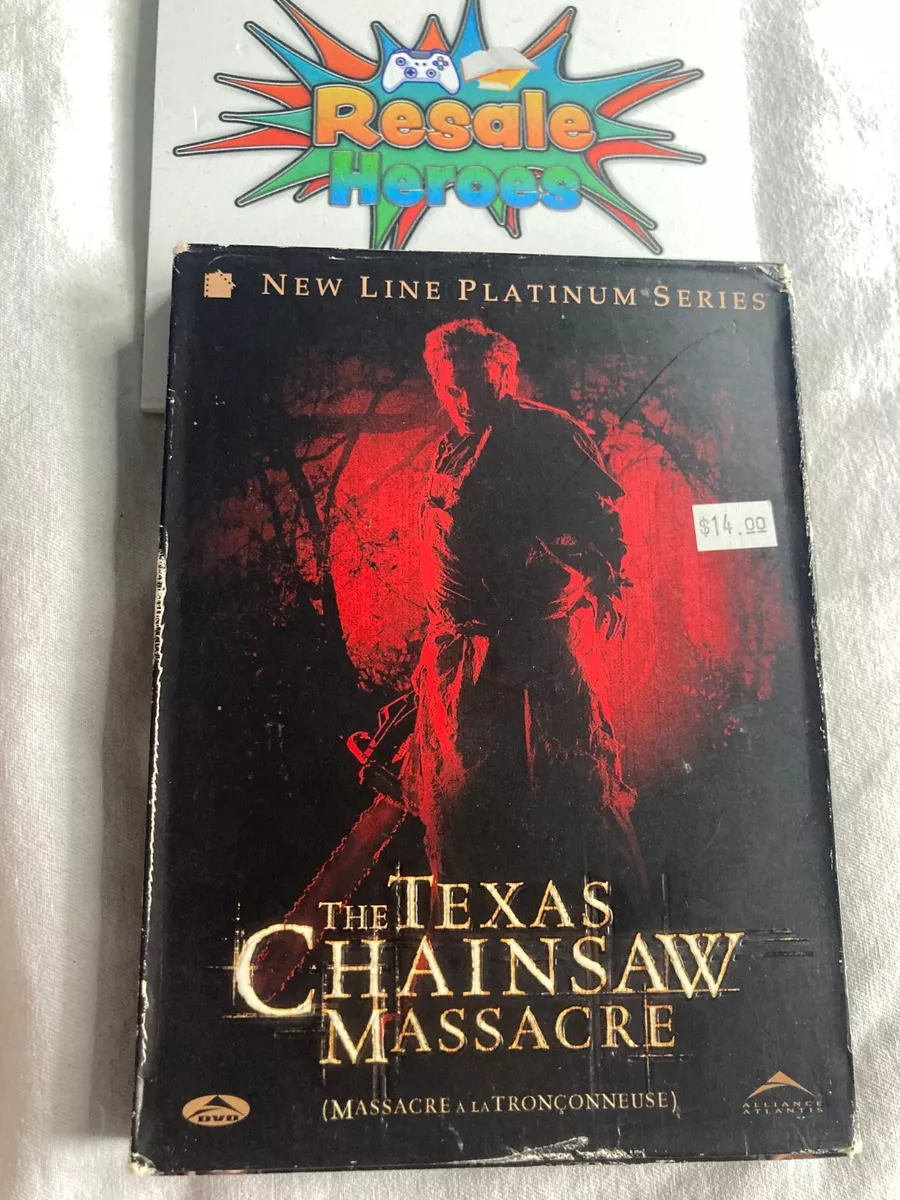 Resale
Heroes
NEW LINE PLATINUM SERIES
$14.00
THE TEXAS
CHAINSAW
MASSACRE
(MASSACRE À LA TRONÇONNEUSE)
DVD
ALLIANCE
ATLANTIS